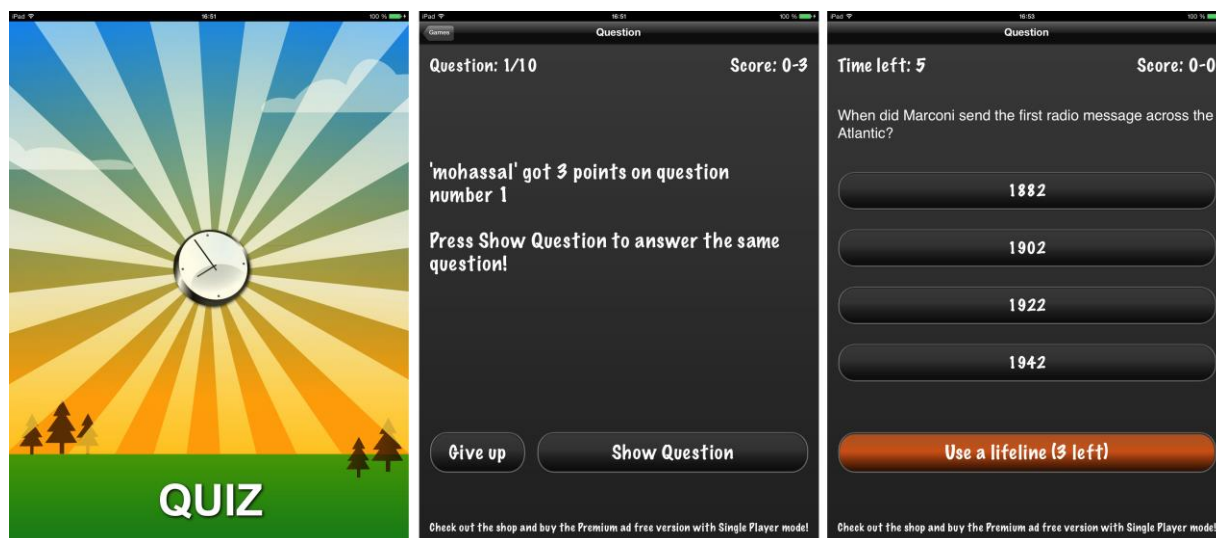 iPad 16:51 100 %
QUIZ
iPad 16:51 100 %
Games Question
Question: 1/10 Score: 0-3
'mohassal' got 3 points on question
number 1
Press Show Question to answer the same
question!
Give up Show Question
Check out the shop and buy the Premium ad free version with Single Player mode!
iPad 16:53 100 %
Question
Time left: 5 Score: 0-0
When did Marconi send the first radio message across the
Atlantic?
1882
1902
1922
1942
Use a lifeline (3 left)
Check out the shop and buy the Premium ad free version with Single Player mode!